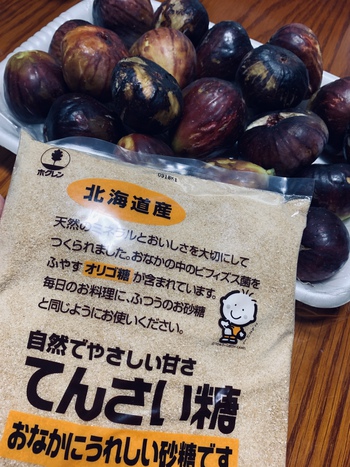 ホクレン
0918K1
北海道産
天然のミネラルとおいしさを大切にして
つくられました。おなかの中のビフィズス菌を
ふやす オリゴ糖 が含まれています。
毎日のお料理に、ふつうのお砂糖
と同じようにお使いください。
自然でやさしい甘さ
てんさい糖
おなかにうれしい砂糖です